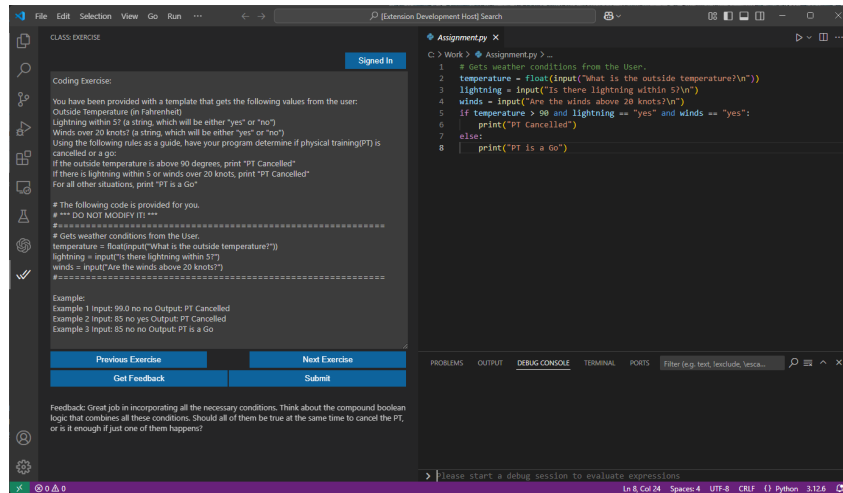 File Edit Selection View Go Run ··· [Extension Development Host] Search
CLASS: EXERCISE
Signed In
Coding Exercise:
You have been provided with a template that gets the following values from the user:
Outside Temperature (in Fahrenheit)
Lightning within 5? (a string, which will be either "yes" or "no")
Winds over 20 knots? (a string, which will be either "yes" or "no")
Using the following rules as a guide, have your program determine if physical training(PT) is
cancelled or a go:
If the outside temperature is above 90 degrees, print "PT Cancelled"
If there is lightning within 5 or winds over 20 knots, print "PT Cancelled"
For all other situations, print "PT is a Go"
# The following code is provided for you.
# *** DO NOT MODIFY IT! ***
#==========================================================
# Gets weather conditions from the User.
temperature = float(input("What is the outside temperature?"))
lightning = input("Is there lightning within 5?")
winds = input("Are the winds above 20 knots?")
#==========================================================
Example:
Example 1 Input: 99.0 no no Output: PT Cancelled
Example 2 Input: 85 no yes Output: PT Cancelled
Example 3 Input: 85 no no Output: PT is a Go
Previous Exercise Next Exercise
Get Feedback Submit
Feedback: Great job in incorporating all the necessary conditions. Think about the compound boolean
logic that combines all these conditions. Should all of them be true at the same time to cancel the PT,
or is it enough if just one of them happens?
Assignment.py
C: > Work > Assignment.py > ...
1 # Gets weather conditions from the User.
2 temperature = float(input("What is the outside temperature?\n"))
3 lightning = input("Is there lightning within 5?\n")
4 winds = input("Are the winds above 20 knots?\n")
5 if temperature > 90 and lightning == "yes" and winds == "yes":
6 print("PT Cancelled")
7 else:
8 print("PT is a Go")
PROBLEMS OUTPUT DEBUG CONSOLE TERMINAL PORTS Filter (e.g. text, !exclude, \esca...
Please start a debug session to evaluate expressions
0 0 Ln 8, Col 24 Spaces: 4 UTF-8 CRLF {} Python 3.12.6